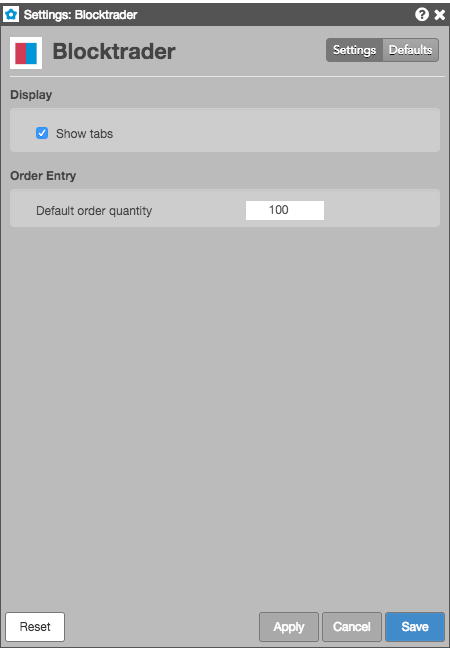 Settings: Blocktrader
Blocktrader
Settings Defaults
Display
Show tabs
Order Entry
Default order quantity 100
Reset Apply Cancel Save